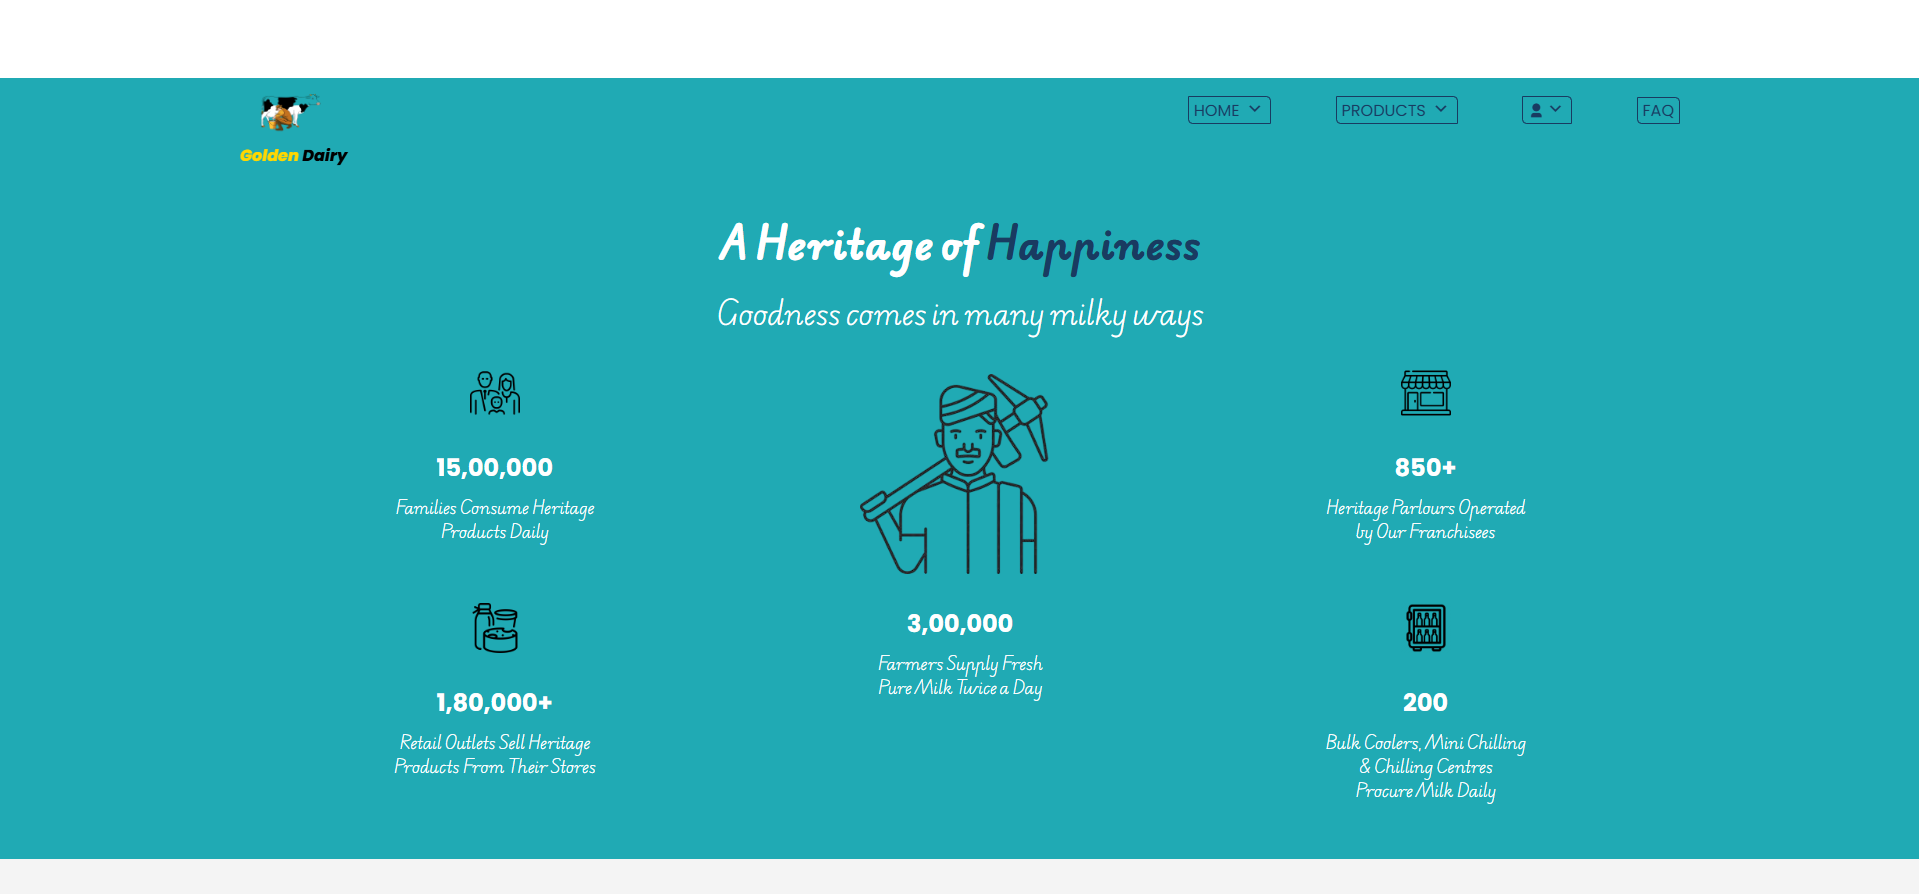 Golden Dairy
HOME
PRODUCTS
FAQ
A Heritage of Happiness
Goodness comes in many milky ways
15,00,000
Families Consume Heritage
Products Daily
1,80,000+
Retail Outlets Sell Heritage
Products From Their Stores
3,00,000
Farmers Supply Fresh
Pure Milk Twice a Day
850+
Heritage Parlours Operated
by Our Franchisees
200
Bulk Coolers, Mini Chilling
& Chilling Centres
Procure Milk Daily